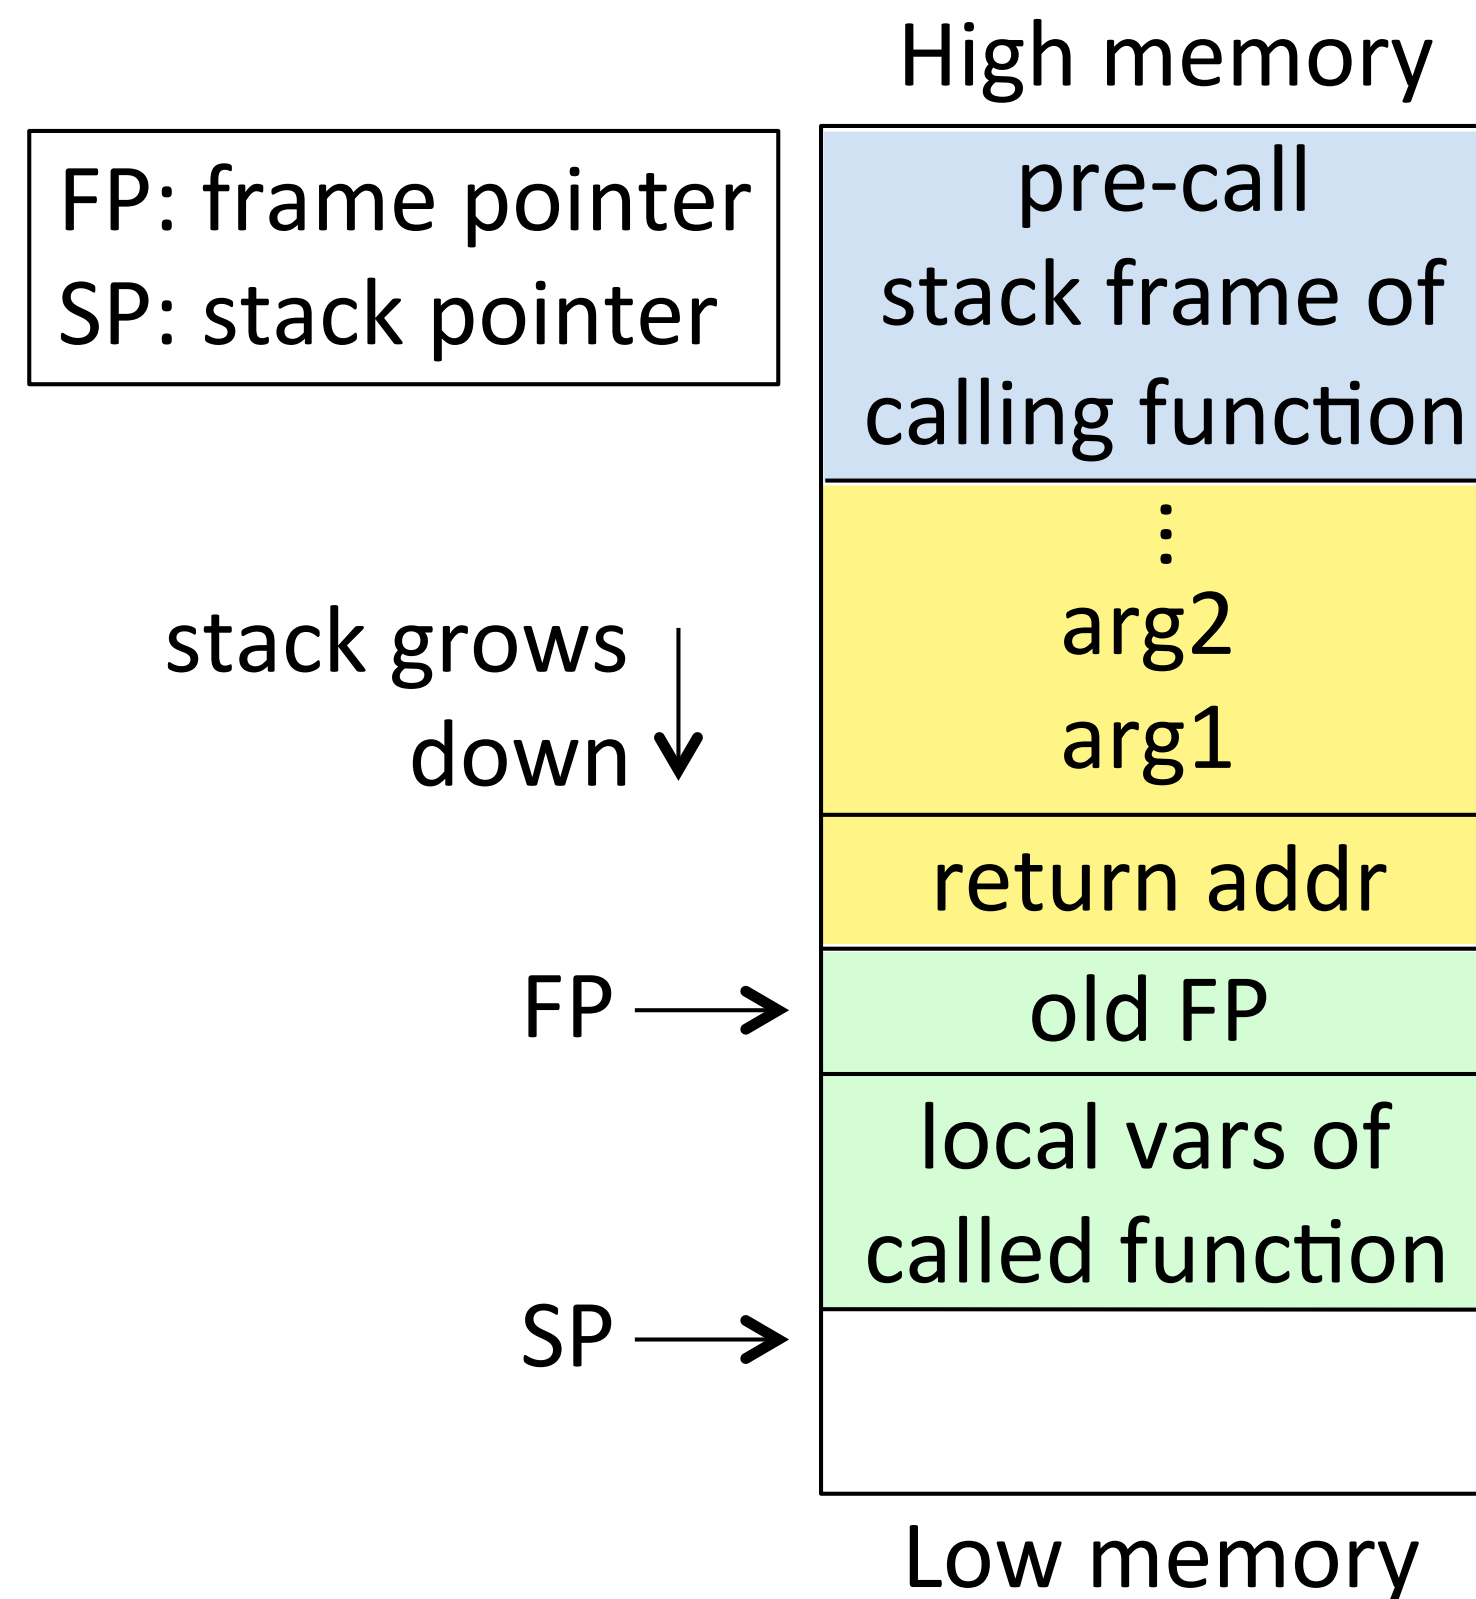 High memory
FP: frame pointer
SP: stack pointer
pre-call
stack frame of
calling function
⋮
arg2
arg1
stack grows
down
return addr
FP
old FP
local vars of
called function
SP
Low memory